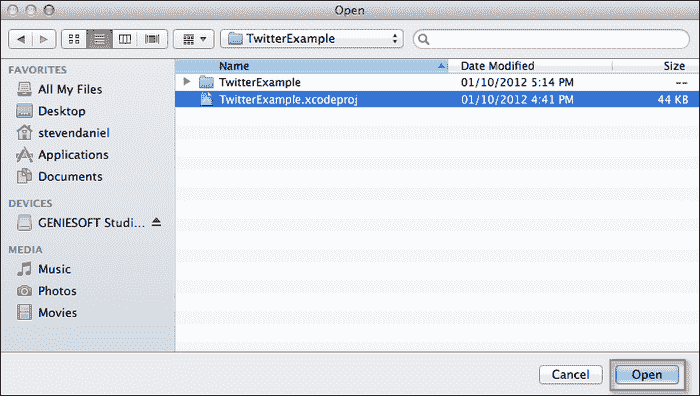 Open
TwitterExample
FAVORITES
All My Files
Desktop
stevendaniel
Applications
Documents
DEVICES
GENIESOFT Studi...
MEDIA
Music
Photos
Movies
Name Date Modified Size
TwitterExample 01/10/2012 5:14 PM --
TwitterExample.xcodeproj 01/10/2012 4:41 PM 44 KB
Cancel Open